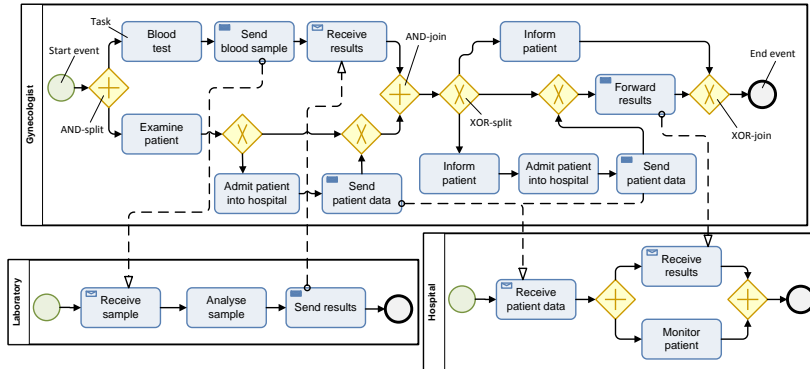 Gynecologist
Task
Start event
AND-split
Blood
test
Send
blood sample
Receive
results
AND-join
Inform
patient
End event
Examine
patient
XOR-split
Forward
results
XOR-join
Admit patient
into hospital
Send
patient data
Inform
patient
Admit patient
into hospital
Send
patient data
Laboratory
Receive
sample
Analyse
sample
Send results
Hospital
Receive
patient data
Receive
results
Monitor
patient